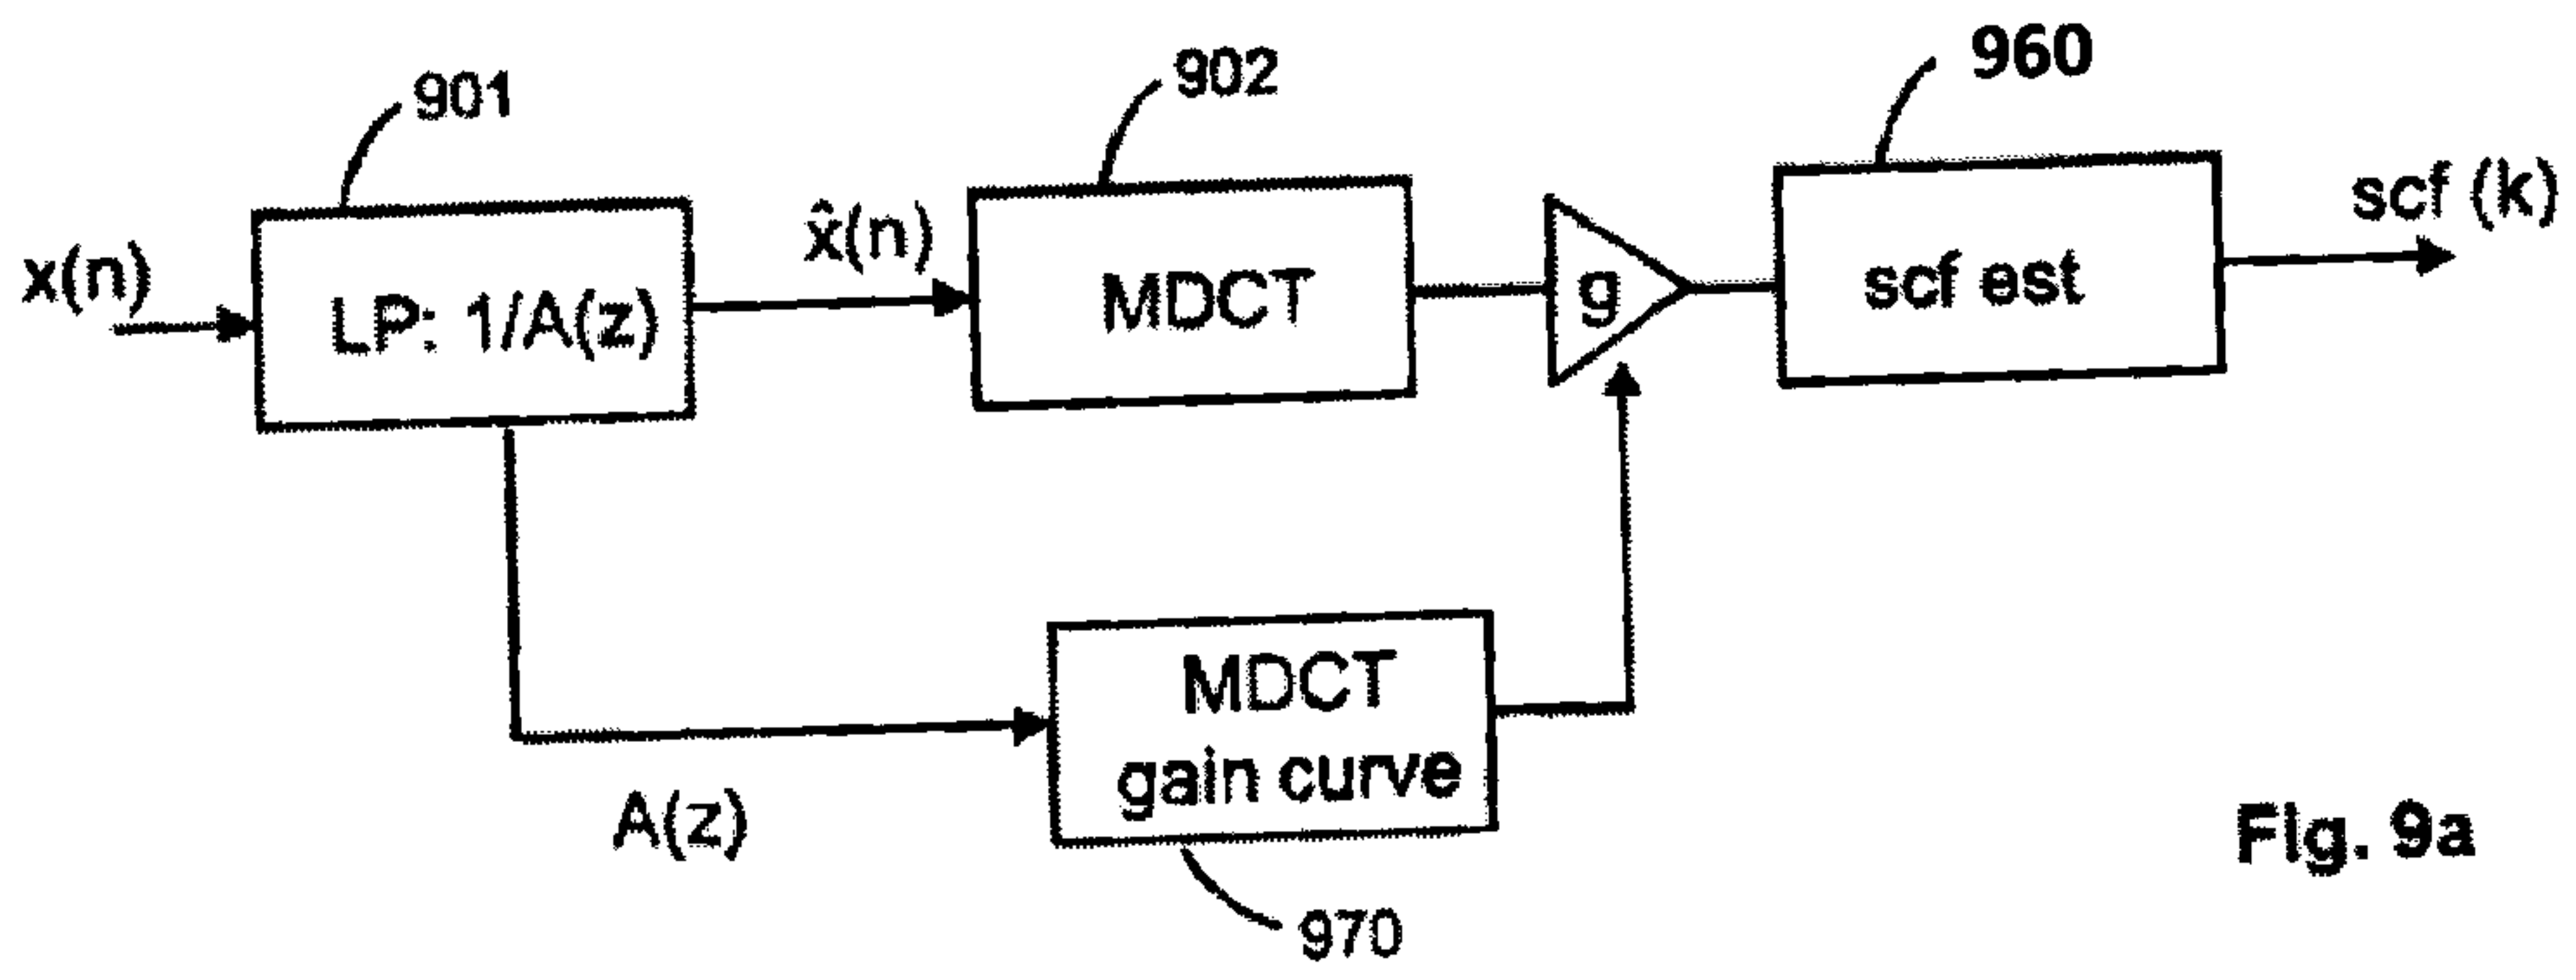 901
902
960
x(n)
LP: 1/A(z)
x̂(n)
MDCT
g
scf est
scf (k)
A(z)
MDCT
gain curve
970
Fig. 9a